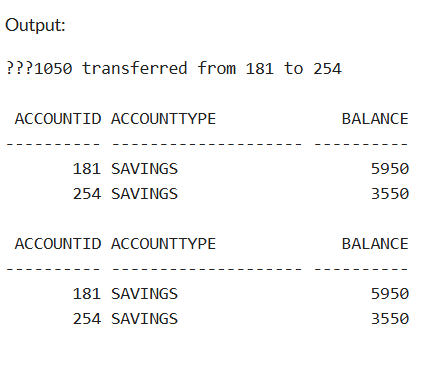 Output:
???1050 transferred from 181 to 254
ACCOUNTID ACCOUNTTYPE BALANCE
---------- -------------------- ----------
181 SAVINGS 5950
254 SAVINGS 3550
ACCOUNTID ACCOUNTTYPE BALANCE
---------- -------------------- ----------
181 SAVINGS 5950
254 SAVINGS 3550